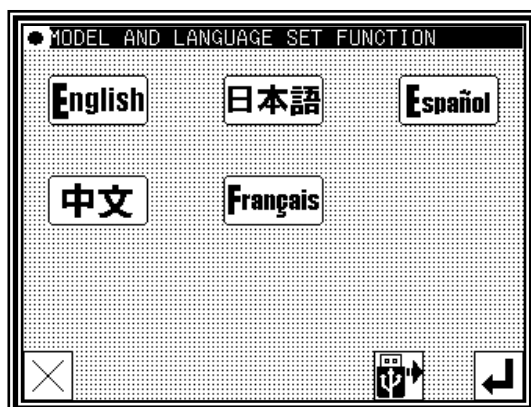 MODEL AND LANGUAGE SET FUNCTION
English 日本語 Español
中文 Français